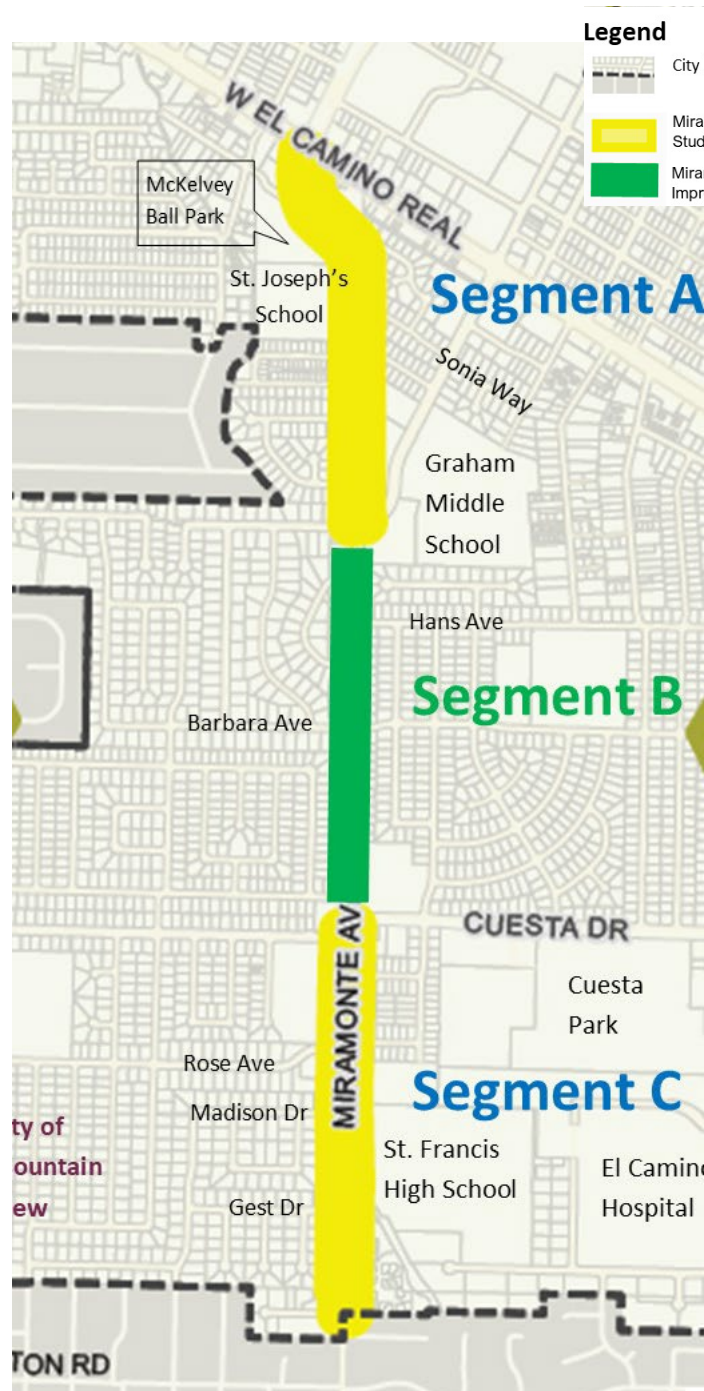 Legend
City
Mira
Stud
Mira
Impr
W EL CAMINO REAL
McKelvey
Ball Park
St. Joseph's
School
Segment A
Sonia Way
Graham
Middle
School
Hans Ave
Segment B
Barbara Ave
CUESTA DR
MIRAMONTE AV
Cuesta
Park
Rose Ave
Segment C
Madison Dr
ty of
ountain
ew
St. Francis
High School
El Camino
Hospital
Gest Dr
TON RD